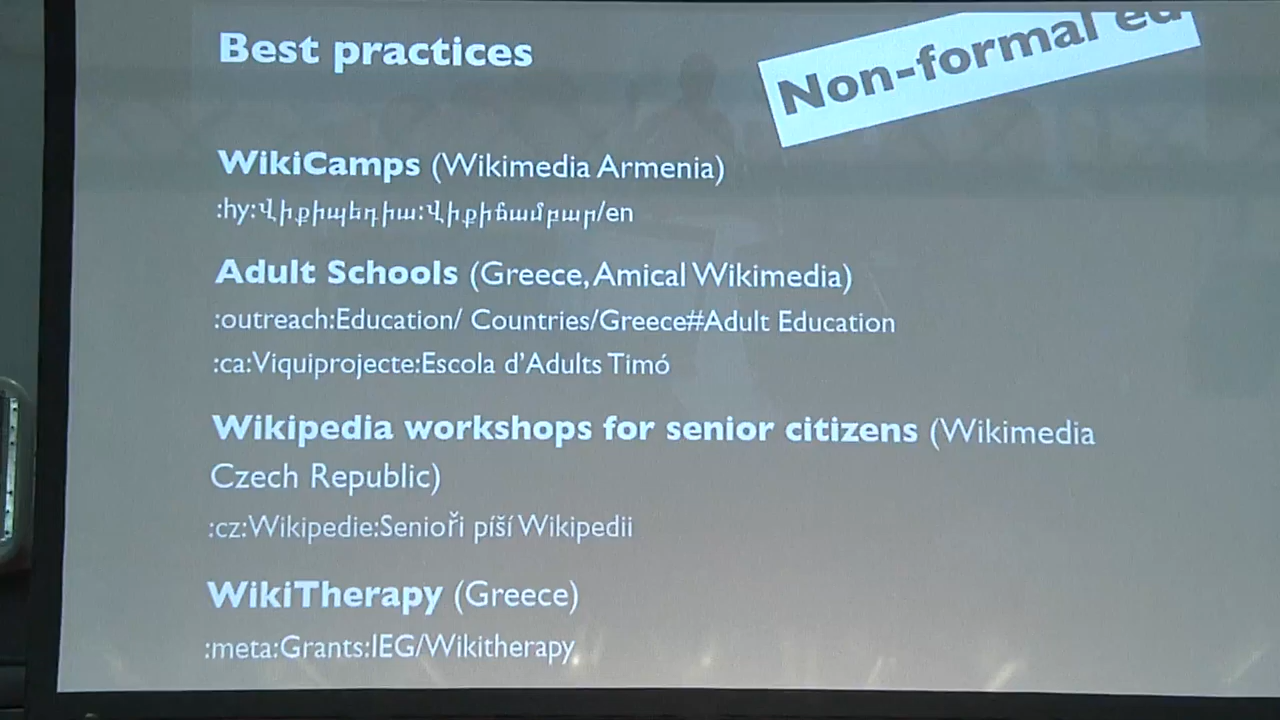 Best practices
Non-formal ed
WikiCamps (Wikimedia Armenia)
:hy:Վիքիպեդիա:Վիքիճամբար/en
Adult Schools (Greece, Amical Wikimedia)
:outreach:Education/ Countries/Greece#Adult Education
:ca:Viquiprojecte:Escola d’Adults Timó
Wikipedia workshops for senior citizens (Wikimedia
Czech Republic)
:cz:Wikipedie:Senioři píší Wikipedii
WikiTherapy (Greece)
:meta:Grants:IEG/Wikitherapy